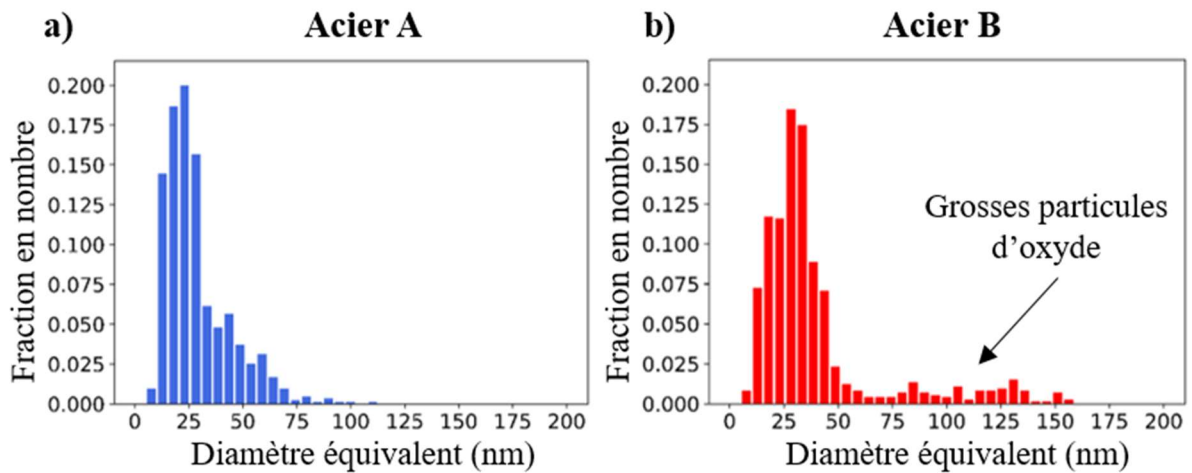 a) Acier A
b) Acier B
Fraction en nombre
0.200
0.175
0.150
0.125
0.100
0.075
0.050
0.025
0.000
0 25 50 75 100 125 150 175 200
Diamètre équivalent (nm)
Fraction en nombre
0.200
0.175
0.150
0.125
0.100
0.075
0.050
0.025
0.000
Grosses particules
d’oxyde
0 25 50 75 100 125 150 175 200
Diamètre équivalent (nm)